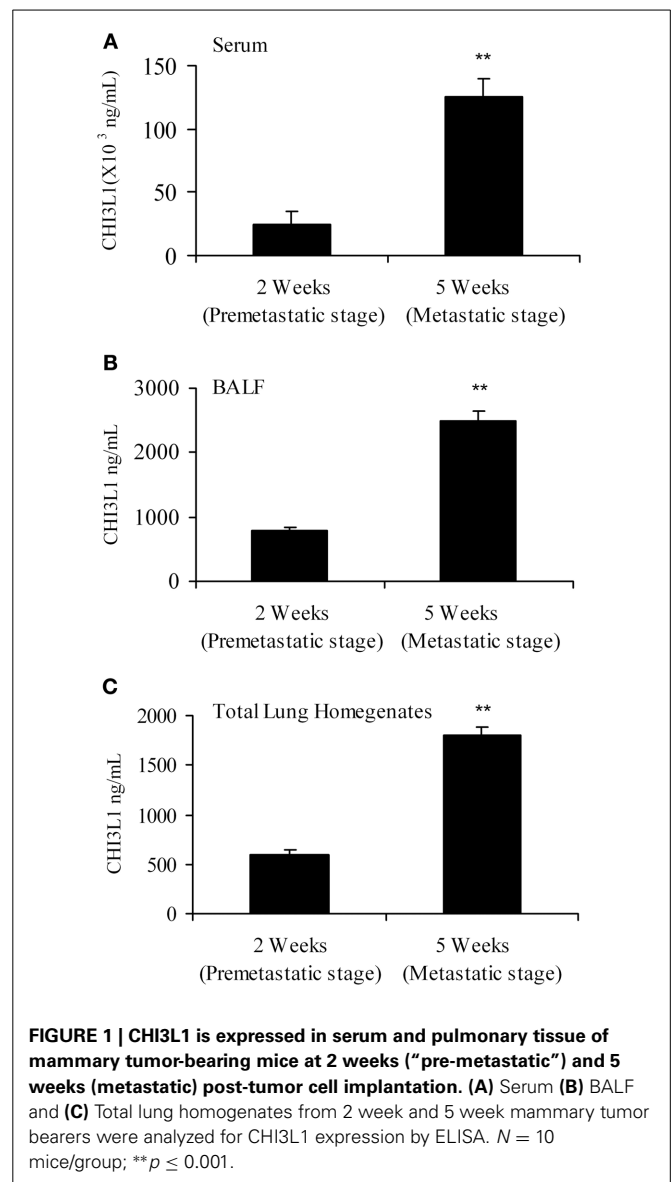 A Serum
CHI3L1(X10³ ng/mL)
150
100
50
0
**
2 Weeks 5 Weeks
(Premetastatic stage) (Metastatic stage)
B BALF
CHI3L1 ng/mL
3000
2000
1000
0
**
2 Weeks 5 Weeks
(Premetastatic stage) (Metastatic stage)
C Total Lung Homegenates
CHI3L1 ng/mL
2000
1500
1000
500
0
**
2 Weeks 5 Weeks
(Premetastatic stage) (Metastatic stage)
FIGURE 1 | CHI3L1 is expressed in serum and pulmonary tissue of
mammary tumor-bearing mice at 2 weeks (“pre-metastatic”) and 5
weeks (metastatic) post-tumor cell implantation. (A) Serum (B) BALF
and (C) Total lung homogenates from 2 week and 5 week mammary tumor
bearers were analyzed for CHI3L1 expression by ELISA. N = 10
mice/group; **p ≤ 0.001.